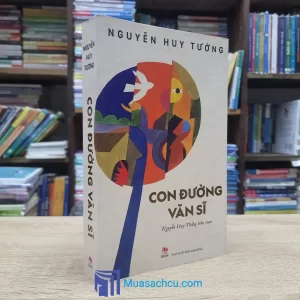 NGUYỄN HUY TƯỞNG
CON ĐƯỜNG
VĂN SĨ
Nguyễn Huy Thắng biên soạn
NGUYỄN HUY
TƯỞNG
CON ĐƯỜNG VĂN SĨ
Muasachcu.com